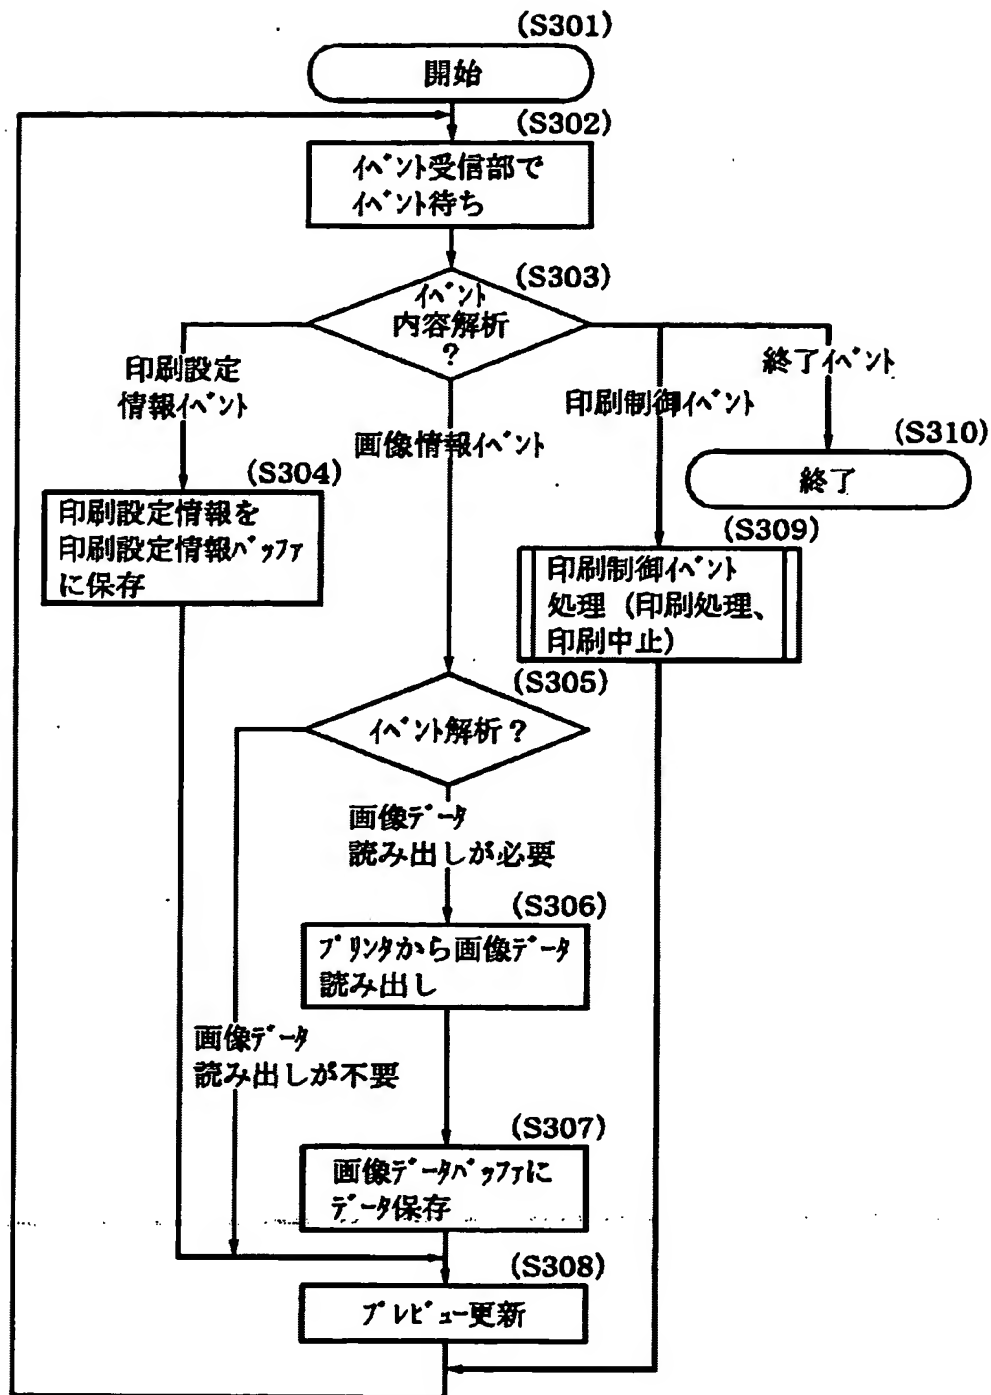 (S301)
開始
(S302)
ｲﾍﾞﾝﾄ受信部で
ｲﾍﾞﾝﾄ待ち
(S303)
ｲﾍﾞﾝﾄ
内容解析
?
印刷設定
情報ｲﾍﾞﾝﾄ
画像情報ｲﾍﾞﾝﾄ
印刷制御ｲﾍﾞﾝﾄ
終了ｲﾍﾞﾝﾄ
(S310)
終了
(S304)
印刷設定情報を
印刷設定情報ﾊﾞｯﾌｧ
に保存
(S309)
印刷制御ｲﾍﾞﾝﾄ
処理（印刷処理、
印刷中止）
(S305)
ｲﾍﾞﾝﾄ解析?
画像ﾃﾞｰﾀ
読み出しが必要
(S306)
ﾌﾟﾘﾝﾀから画像ﾃﾞｰﾀ
読み出し
画像ﾃﾞｰﾀ
読み出しが不要
(S307)
画像ﾃﾞｰﾀﾊﾞｯﾌｧに
ﾃﾞｰﾀ保存
(S308)
ﾌﾟﾚﾋﾞｭｰ更新